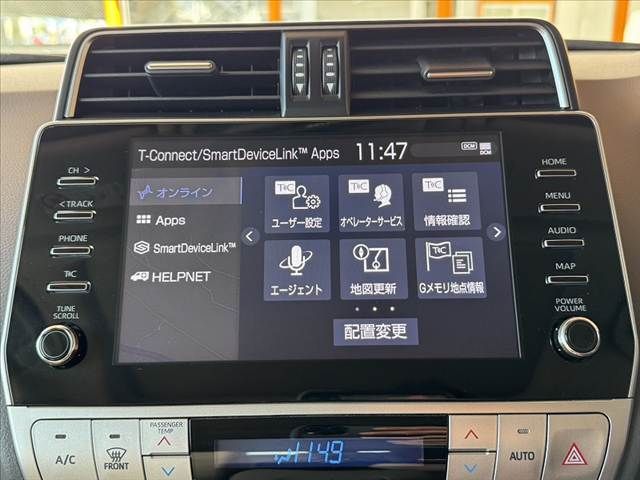 T-Connect/SmartDeviceLink™ Apps 11:47 DCM DCM
CH >
<TRACK
PHONE
T&C
TUNE
SCROLL
オンライン
Apps
SmartDeviceLink™
HELPNET
T&C T&C T&C
ユーザー設定 オペレーターサービス 情報確認
T&C
エージェント 地図更新 Gメモリ地点情報
配置変更
HOME
MENU
AUDIO
MAP
POWER
VOLUME
A/C
FRONT
PASSENGER
TEMP
1149
AUTO